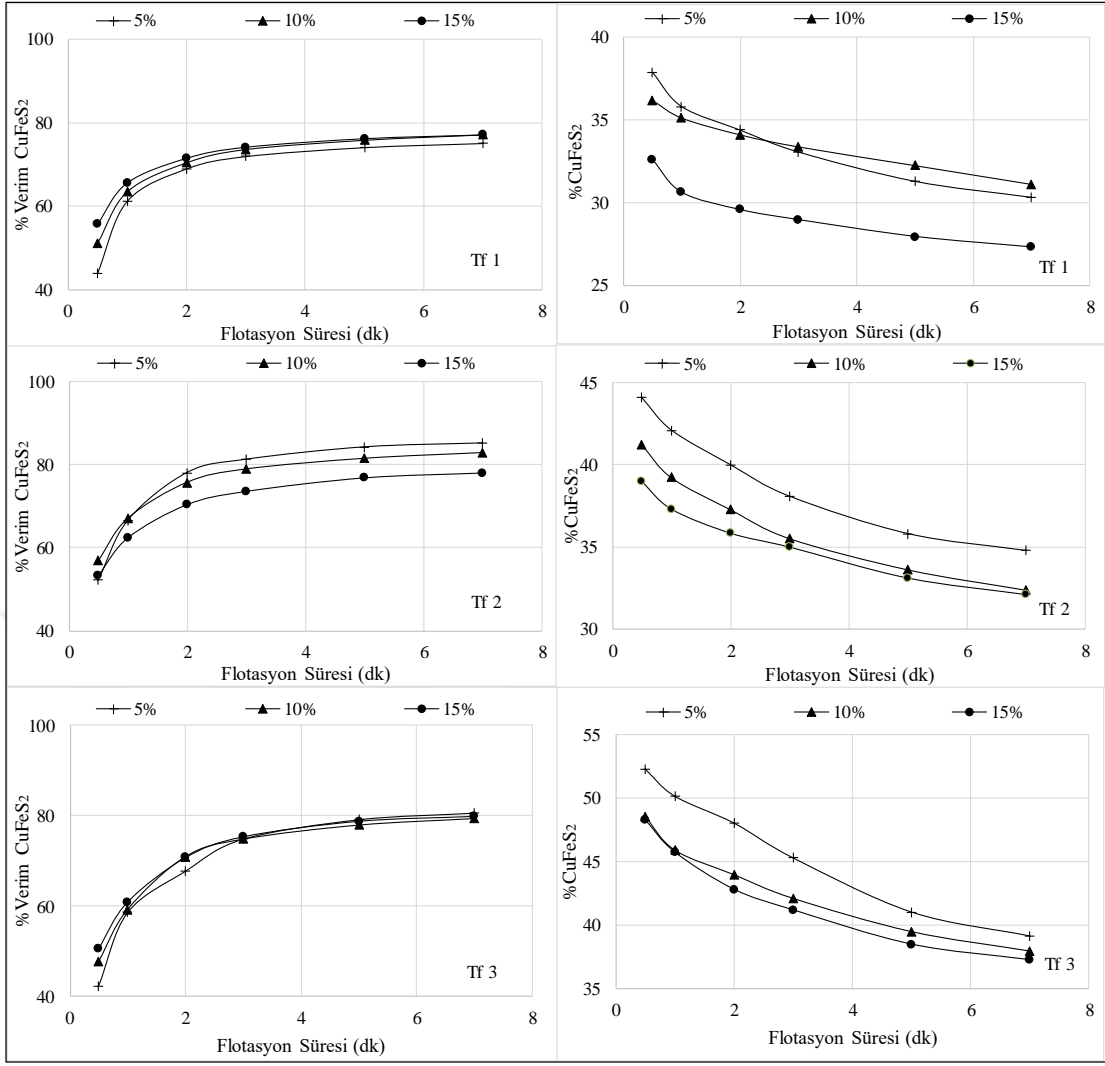 5% 10% 15%
100
80
60
40
%Verim CuFeS2
0 2 4 6 8
Flotasyon Süresi (dk)
Tf 1
5% 10% 15%
40
35
30
25
%CuFeS2
0 2 4 6 8
Flotasyon Süresi (dk)
Tf 1
5% 10% 15%
100
80
60
40
%Verim CuFeS2
0 2 4 6 8
Flotasyon Süresi (dk)
Tf 2
5% 10% 15%
45
40
35
30
%CuFeS2
0 2 4 6 8
Flotasyon Süresi (dk)
Tf 2
5% 10% 15%
100
80
60
40
%Verim CuFeS2
0 2 4 6 8
Flotasyon Süresi (dk)
Tf 3
5% 10% 15%
55
50
45
40
35
%CuFeS2
0 2 4 6 8
Flotasyon Süresi (dk)
Tf 3